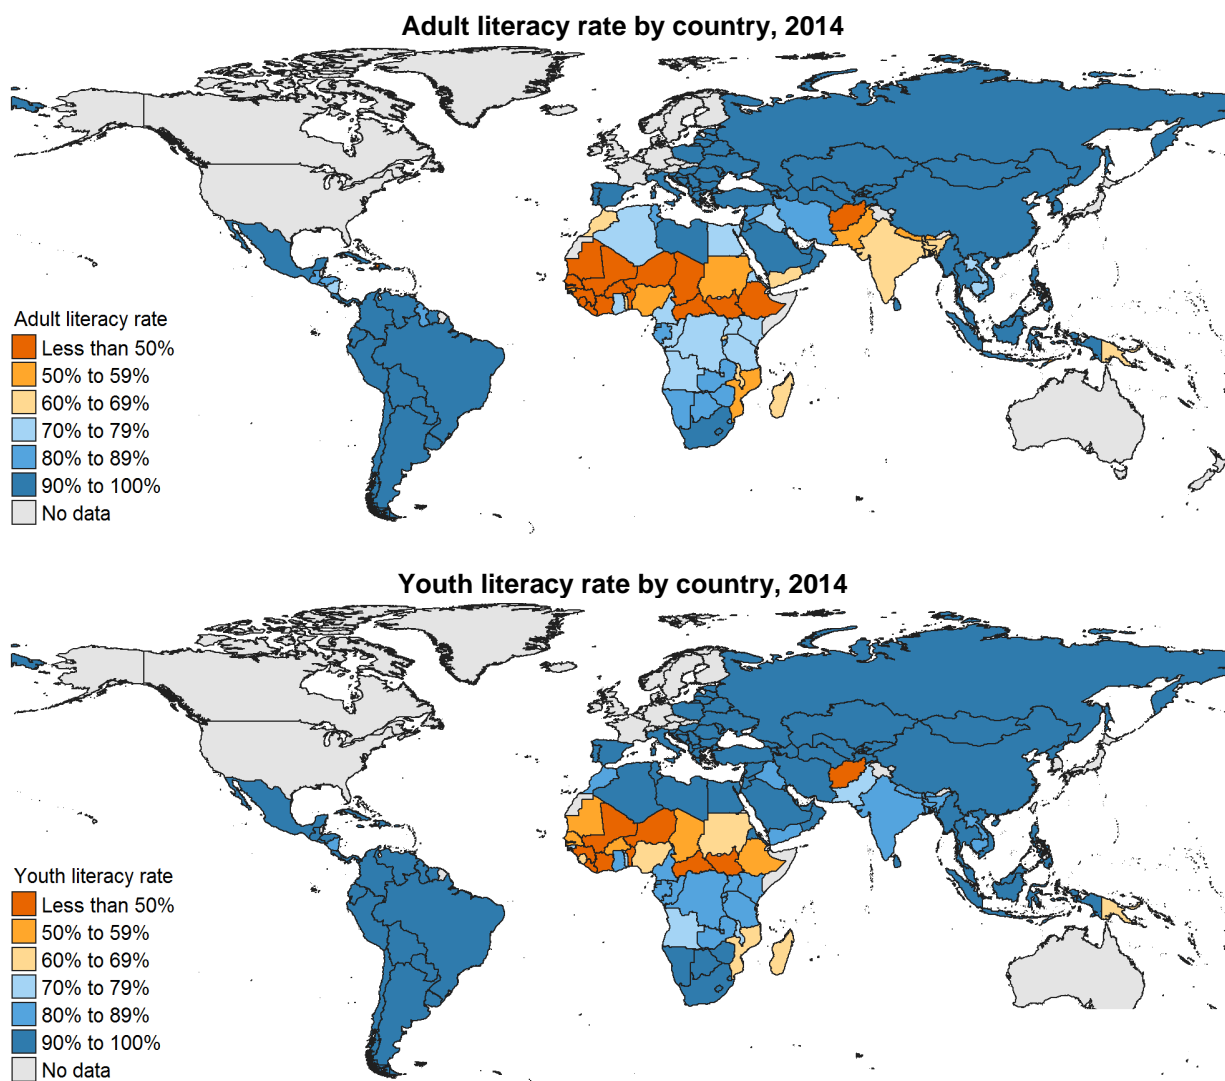 Adult literacy rate by country, 2014
Adult literacy rate
Less than 50%
50% to 59%
60% to 69%
70% to 79%
80% to 89%
90% to 100%
No data
Youth literacy rate by country, 2014
Youth literacy rate
Less than 50%
50% to 59%
60% to 69%
70% to 79%
80% to 89%
90% to 100%
No data